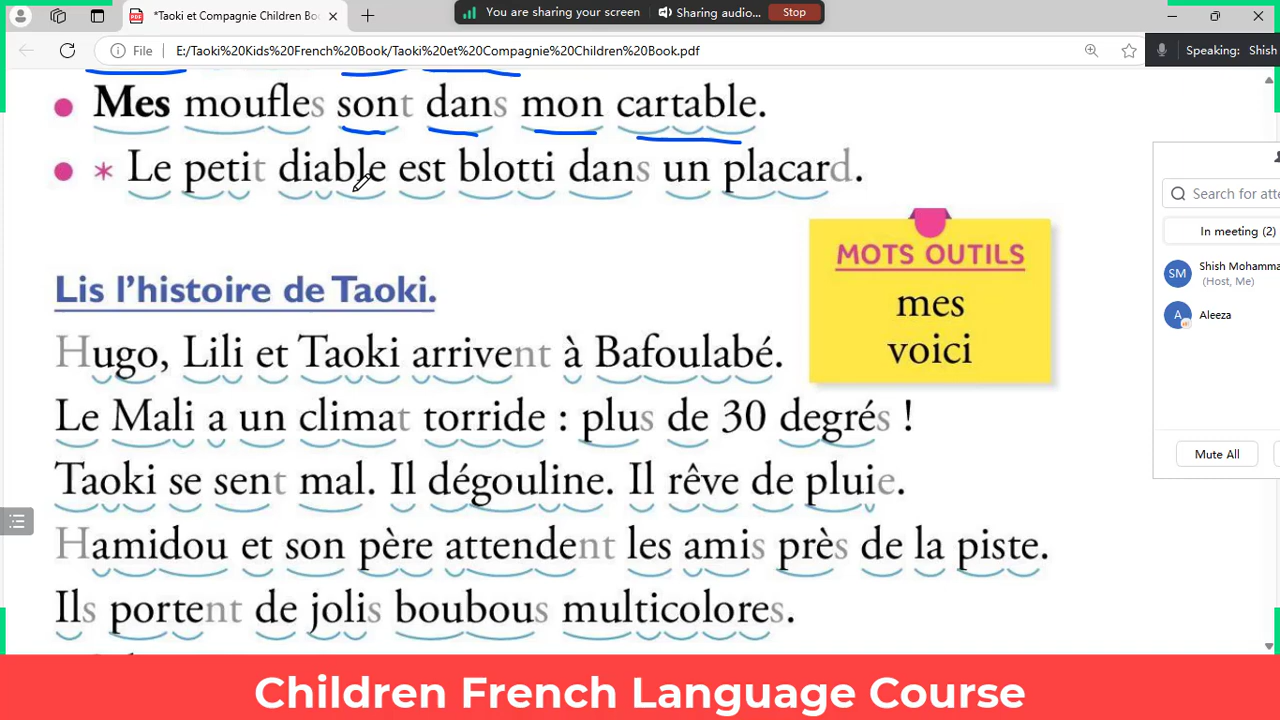 *Taoki et Compagnie Children Bo
You are sharing your screen
Sharing audio...
Stop
File
E:/Taoki%20Kids%20French%20Book/Taoki%20et%20Compagnie%20Children%20Book.pdf
Speaking: Shish
Mes moufles sont dans mon cartable.
* Le petit diable est blotti dans un placard.
MOTS OUTILS
mes
voici
Lis l'histoire de Taoki.
Hugo, Lili et Taoki arrivent à Bafoulabé.
Le Mali a un climat torride : plus de 30 degrés !
Taoki se sent mal. Il dégouline. Il rêve de pluie.
Hamidou et son père attendent les amis près de la piste.
Ils portent de jolis boubous multicolores.
Search for atte
In meeting (2)
SM
Shish Mohamma
(Host, Me)
A
Aleeza
Mute All
Children French Language Course